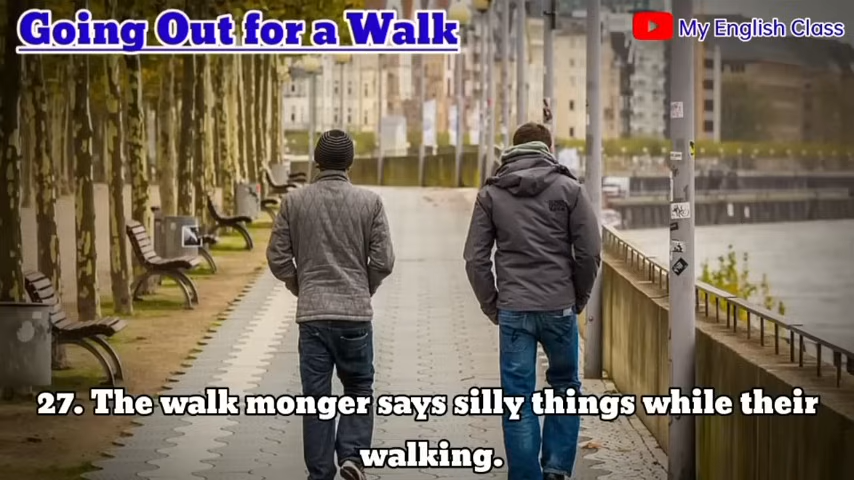 Going Out for a Walk
My English Class
27. The walk monger says silly things while their
walking.